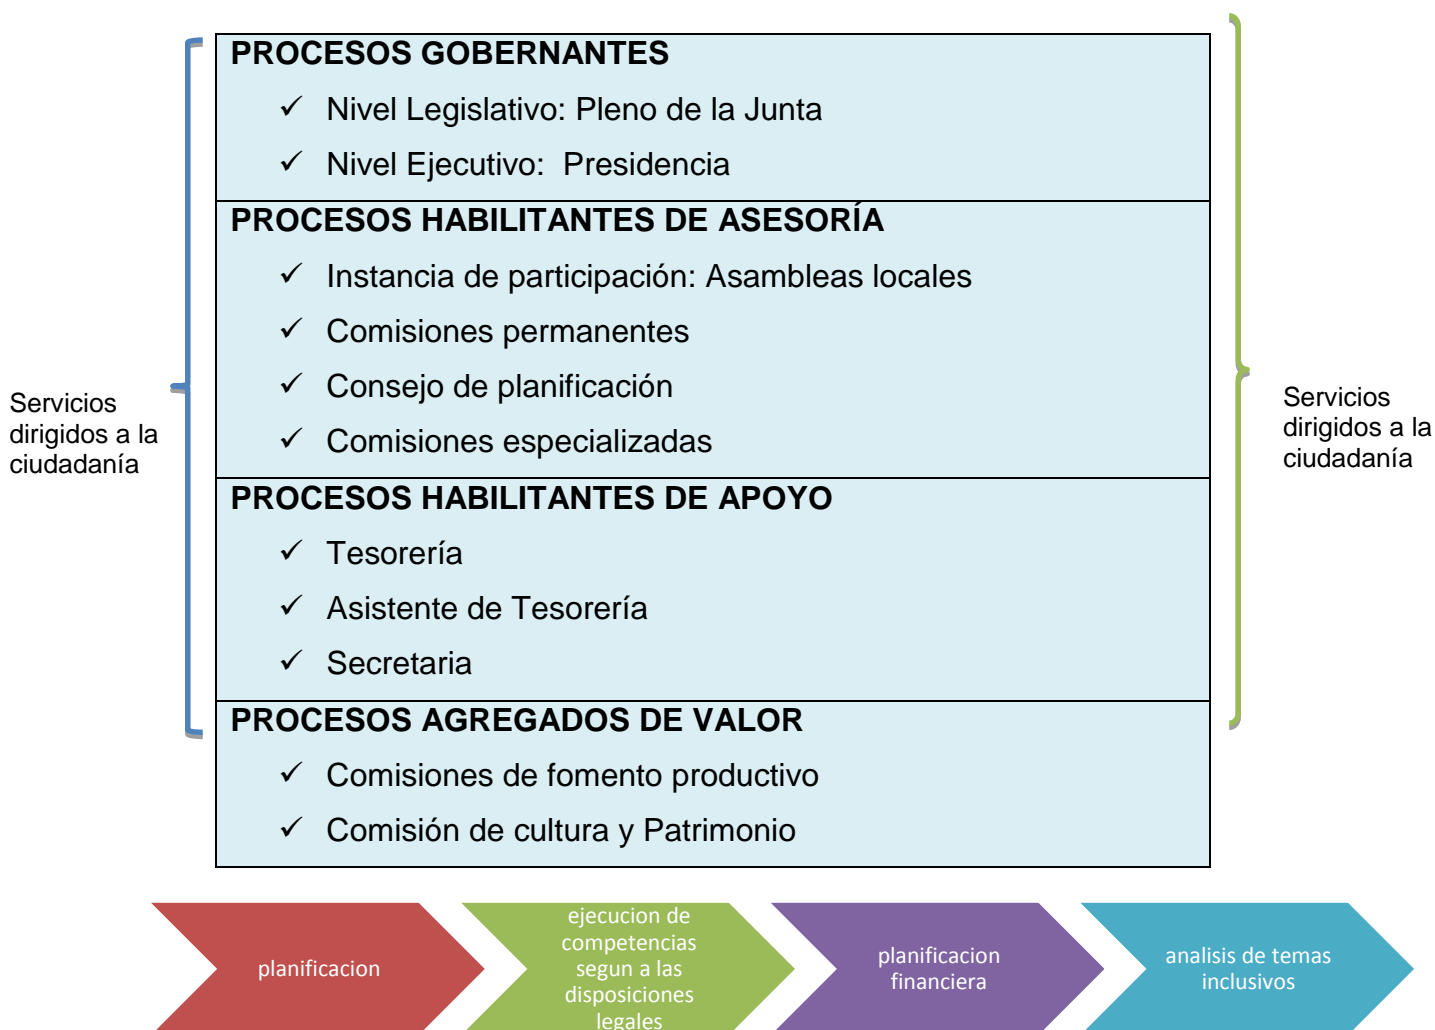 PROCESOS GOBERNANTES
✓ Nivel Legislativo: Pleno de la Junta
✓ Nivel Ejecutivo:  Presidencia
PROCESOS HABILITANTES DE ASESORÍA
✓ Instancia de participación: Asambleas locales
✓ Comisiones permanentes
✓ Consejo de planificación
✓ Comisiones especializadas
PROCESOS HABILITANTES DE APOYO
✓ Tesorería
✓ Asistente de Tesorería
✓ Secretaria
PROCESOS AGREGADOS DE VALOR
✓ Comisiones de fomento productivo
✓ Comisión de cultura y Patrimonio
Servicios
dirigidos a la
ciudadanía
Servicios
dirigidos a la
ciudadanía
planificacion
ejecucion de
competencias
segun a las
disposiciones
legales
planificacion
financiera
analisis de temas
inclusivos